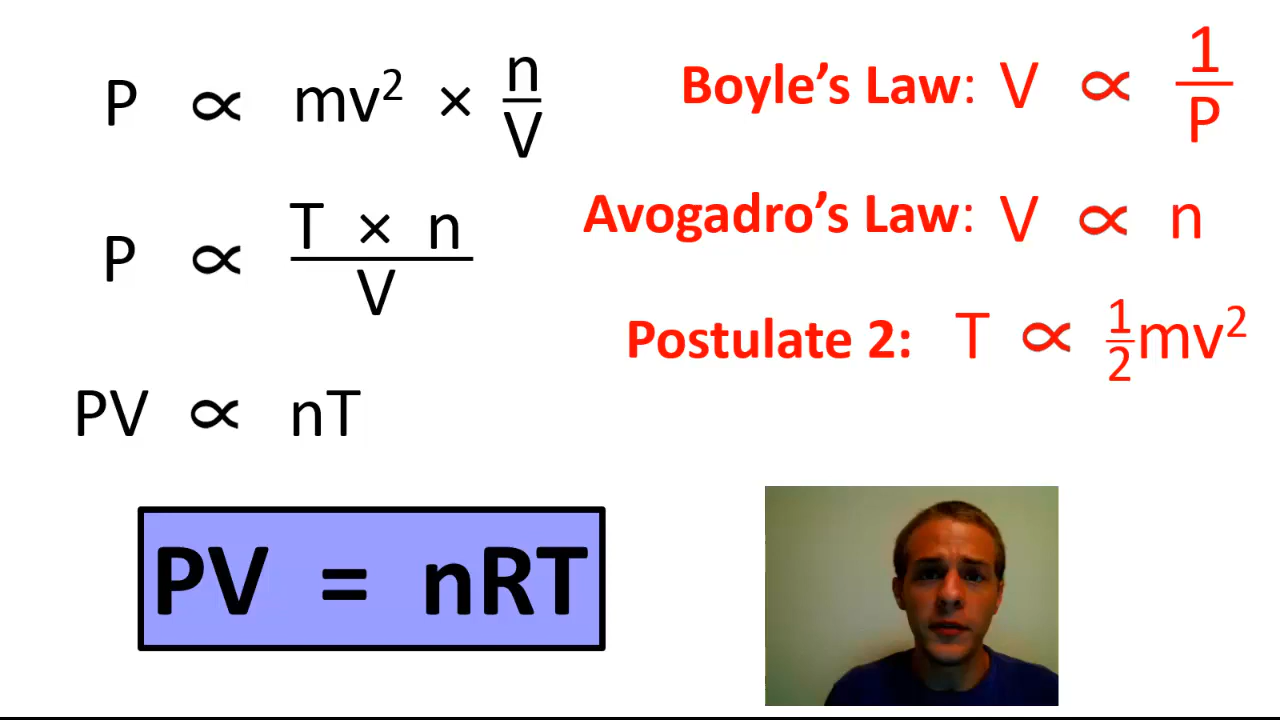 P ∝ mv² × n/V
P ∝ T × n / V
PV ∝ nT
PV = nRT
Boyle’s Law: V ∝ 1/P
Avogadro’s Law: V ∝ n
Postulate 2: T ∝ ½mv²